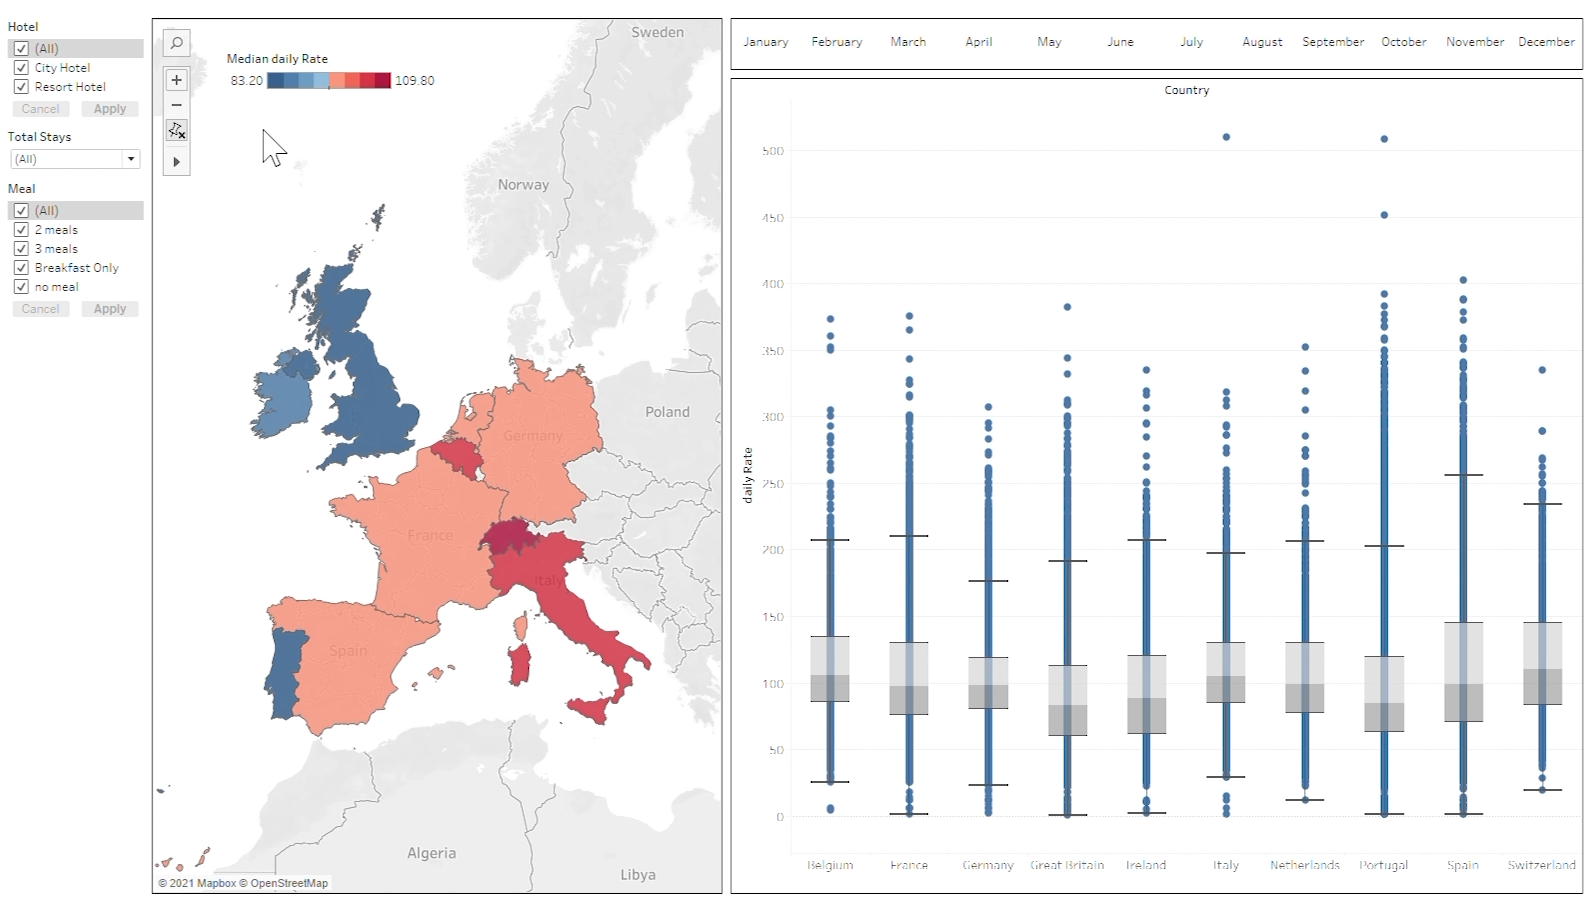 Hotel
(All)
City Hotel
Resort Hotel
Cancel Apply
Total Stays
(All)
Meal
(All)
2 meals
3 meals
Breakfast Only
no meal
Cancel Apply
Median daily Rate
83.20 109.80
Sweden
Norway
Poland
Germany
France
Italy
Spain
Algeria
Libya
© 2021 Mapbox © OpenStreetMap
January February March April May June July August September October November December
Country
daily Rate
500
450
400
350
300
250
200
150
100
50
0
Belgium France Germany Great Britain Ireland Italy Netherlands Portugal Spain Switzerland